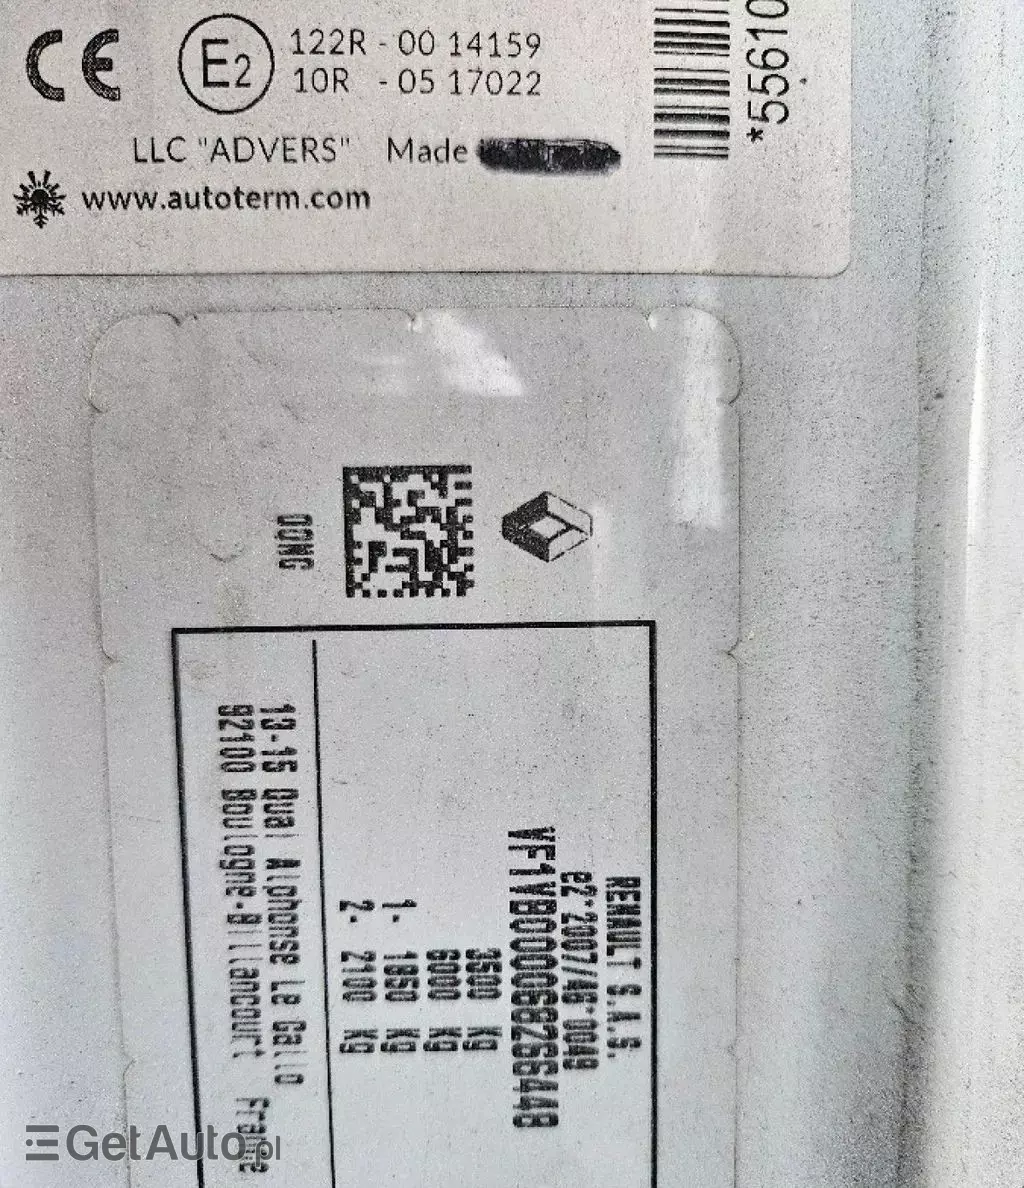 CE E2 122R - 00 14159
10R - 05 17022
LLC "ADVERS" Made
www.autoterm.com
*55610
RENAULT S.A.S.
e2*2007/46*0049
VF1VB000068266448
3500 Kg
6000 Kg
1- 1850 Kg
2- 2100 Kg
13-15 Quai Alphonse Le Gallo
92100 Boulogne-Billancourt France
GetAuto.pl